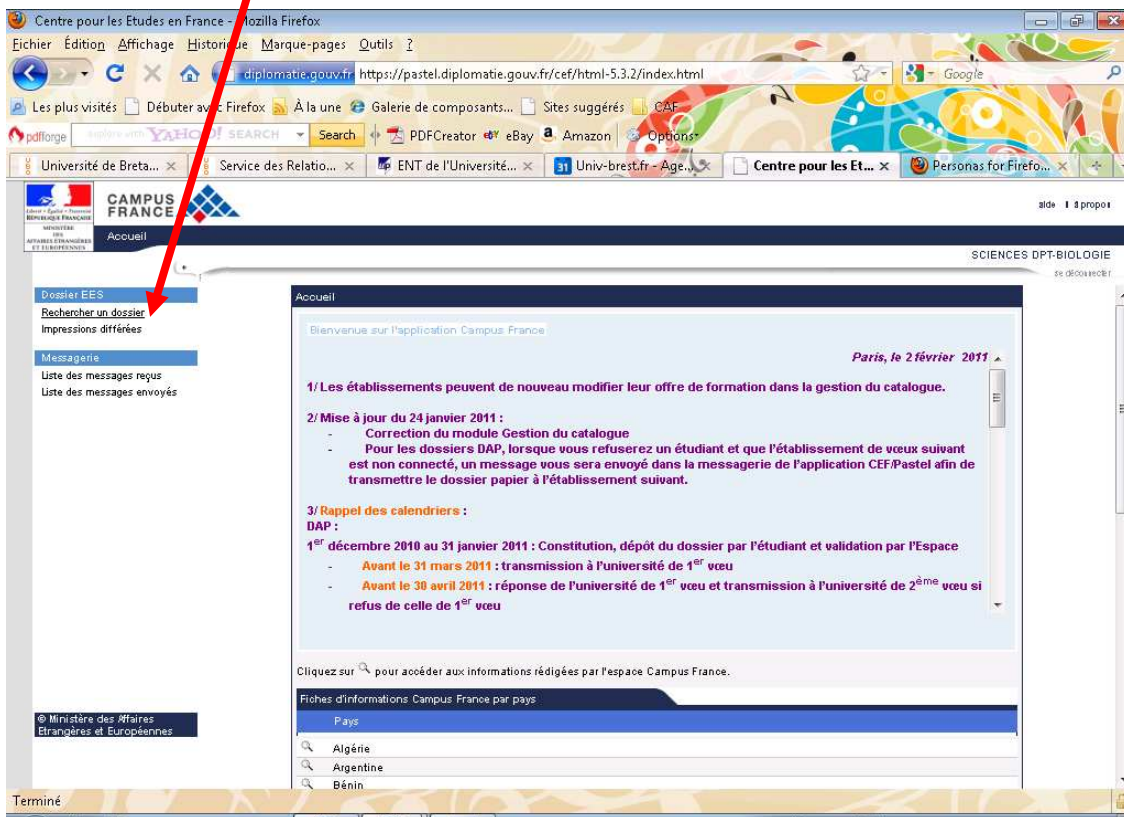 Centre pour les Etudes en France - Mozilla Firefox
Fichier Édition Affichage Historique Marque-pages Outils ?
diplomatie.gouv.fr https://pastel.diplomatie.gouv.fr/cef/html-5.3.2/index.html
Google
Les plus visités Débuter avec Firefox À la une Galerie de composants... Sites suggérés CAF
pdfforge YAHOO! SEARCH Search PDFCreator eBay Amazon Options
Université de Breta... Service des Relatio... ENT de l'Université... Univ-brest.fr - Age... Centre pour les Et... Personas for Firefo...
CAMPUS
FRANCE
Liberté • Égalité • Fraternité
RÉPUBLIQUE FRANÇAISE
MINISTÈRE
DES
AFFAIRES ÉTRANGÈRES
ET EUROPÉENNES
aide | à propos
Accueil
SCIENCES DPT-BIOLOGIE
se déconnecter
Dossier EES
Rechercher un dossier
Impressions différées
Messagerie
Liste des messages reçus
Liste des messages envoyés
© Ministère des Affaires
Etrangères et Européennes
Accueil
Bienvenue sur l'application Campus France
Paris, le 2 février 2011
1/ Les établissements peuvent de nouveau modifier leur offre de formation dans la gestion du catalogue.
2/ Mise à jour du 24 janvier 2011 :
- Correction du module Gestion du catalogue
- Pour les dossiers DAP, lorsque vous refuserez un étudiant et que l'établissement de vœux suivant
est non connecté, un message vous sera envoyé dans la messagerie de l'application CEF/Pastel afin de
transmettre le dossier papier à l'établissement suivant.
3/ Rappel des calendriers :
DAP :
1er décembre 2010 au 31 janvier 2011 : Constitution, dépôt du dossier par l'étudiant et validation par l'Espace
- Avant le 31 mars 2011 : transmission à l'université de 1er vœu
- Avant le 30 avril 2011 : réponse de l'université de 1er vœu et transmission à l'université de 2ème vœu si
refus de celle de 1er vœu
Cliquez sur pour accéder aux informations rédigées par l'espace Campus France.
Fiches d'informations Campus France par pays
Pays
Algérie
Argentine
Bénin
Terminé